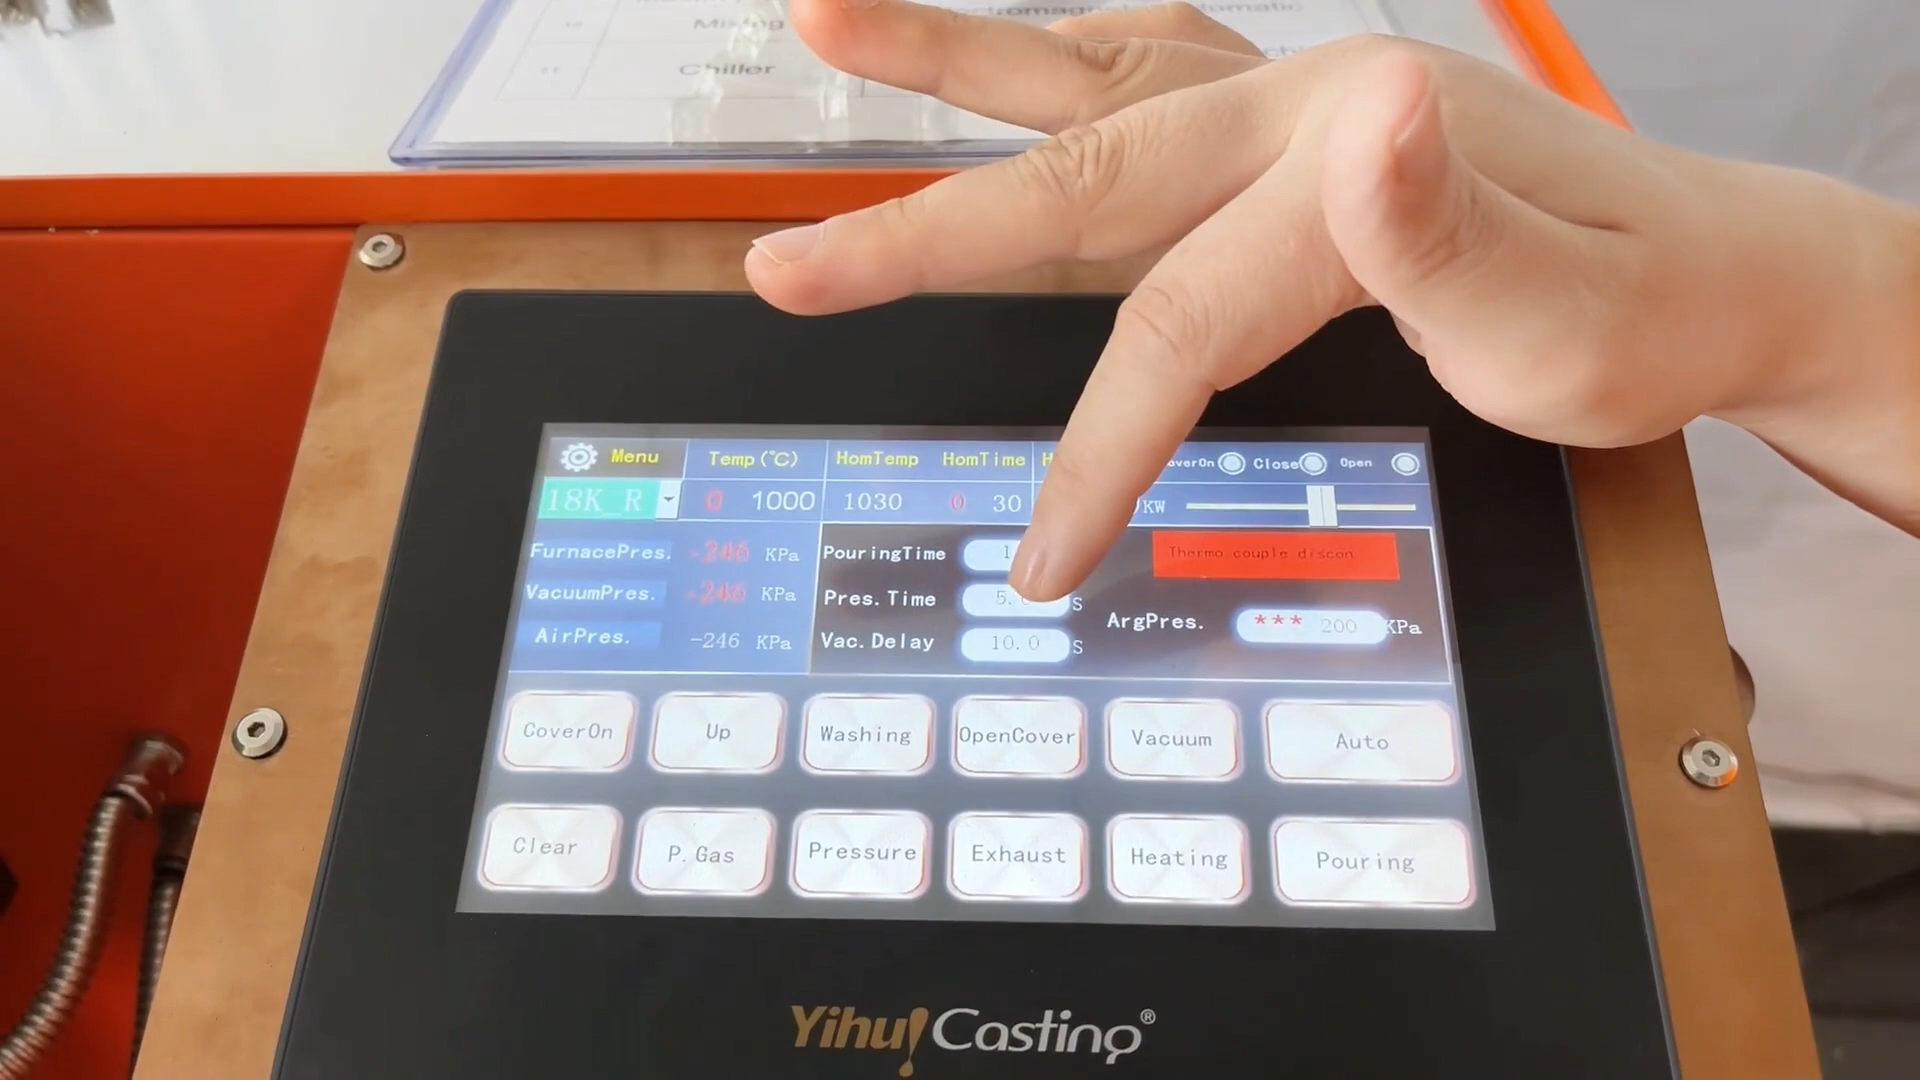 Mixing
Chiller
Menu Temp(℃) HomTemp HomTime
Close Open
18K_R 0 1000 1030 0 30 KW
FurnacePres. -246 KPa
VacuumPres. -246 KPa
AirPres. -246 KPa
PouringTime
Pres.Time S
Vac.Delay 10.0 S
Thermo couple discon
ArgPres. *** 200 KPa
CoverOn Up Washing OpenCover Vacuum Auto
Clear P.Gas Pressure Exhaust Heating Pouring
Yihui Casting®